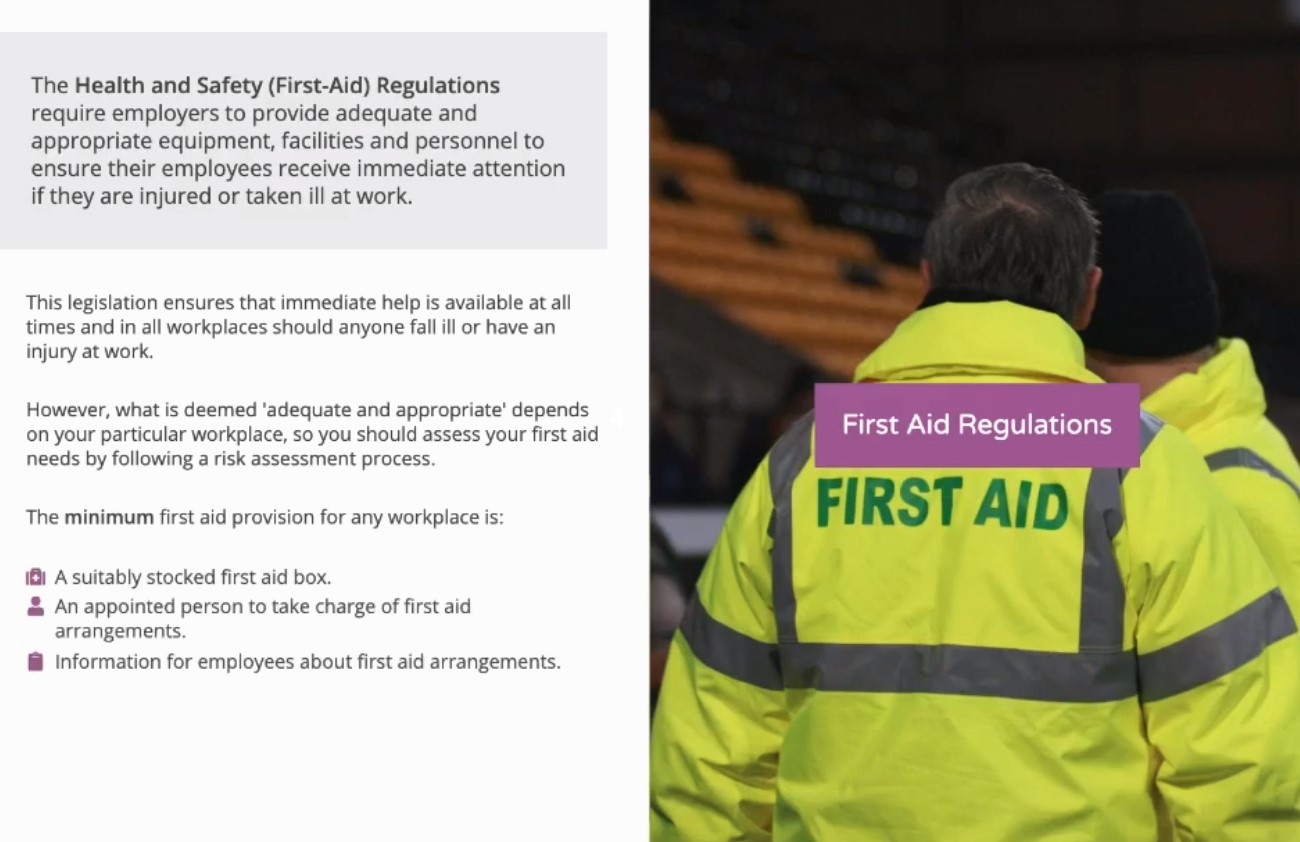 The Health and Safety (First-Aid) Regulations
require employers to provide adequate and
appropriate equipment, facilities and personnel to
ensure their employees receive immediate attention
if they are injured or taken ill at work.
This legislation ensures that immediate help is available at all
times and in all workplaces should anyone fall ill or have an
injury at work.
However, what is deemed 'adequate and appropriate' depends
on your particular workplace, so you should assess your first aid
needs by following a risk assessment process.
The minimum first aid provision for any workplace is:
A suitably stocked first aid box.
An appointed person to take charge of first aid
arrangements.
Information for employees about first aid arrangements.
First Aid Regulations
FIRST AID